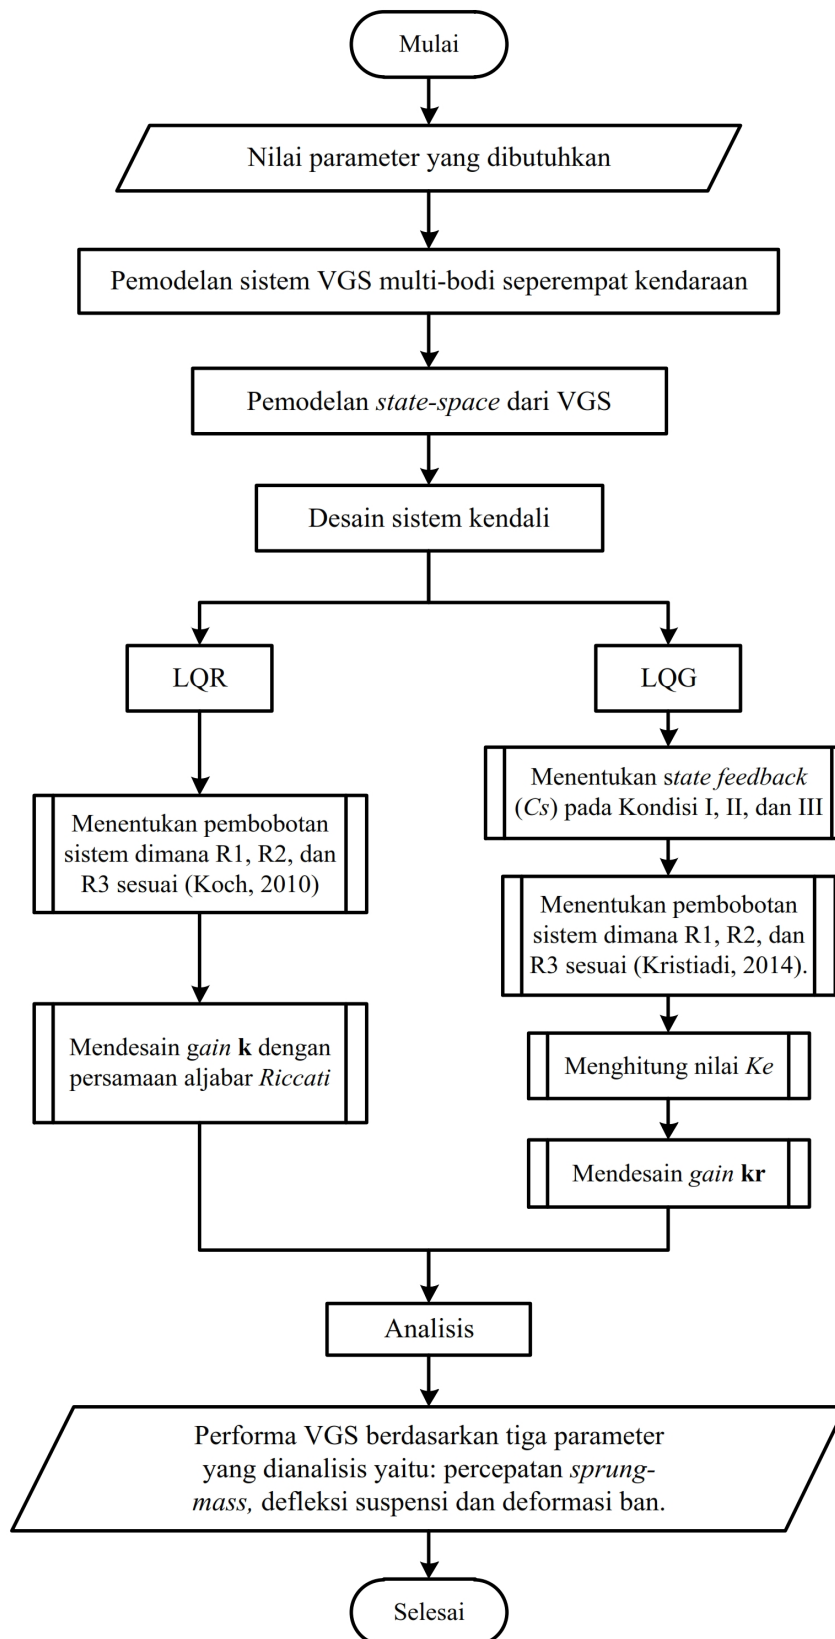 Mulai
Nilai parameter yang dibutuhkan
Pemodelan sistem VGS multi-bodi seperempat kendaraan
Pemodelan state-space dari VGS
Desain sistem kendali
LQR
Menentukan pembobotan
sistem dimana R1, R2, dan
R3 sesuai (Koch, 2010)
Mendesain gain k dengan
persamaan aljabar Riccati
LQG
Menentukan state feedback
(Cs) pada Kondisi I, II, dan III
Menentukan pembobotan
sistem dimana R1, R2, dan
R3 sesuai (Kristiadi, 2014).
Menghitung nilai Ke
Mendesain gain kr
Analisis
Performa VGS berdasarkan tiga parameter
yang dianalisis yaitu: percepatan sprung-
mass, defleksi suspensi dan deformasi ban.
Selesai